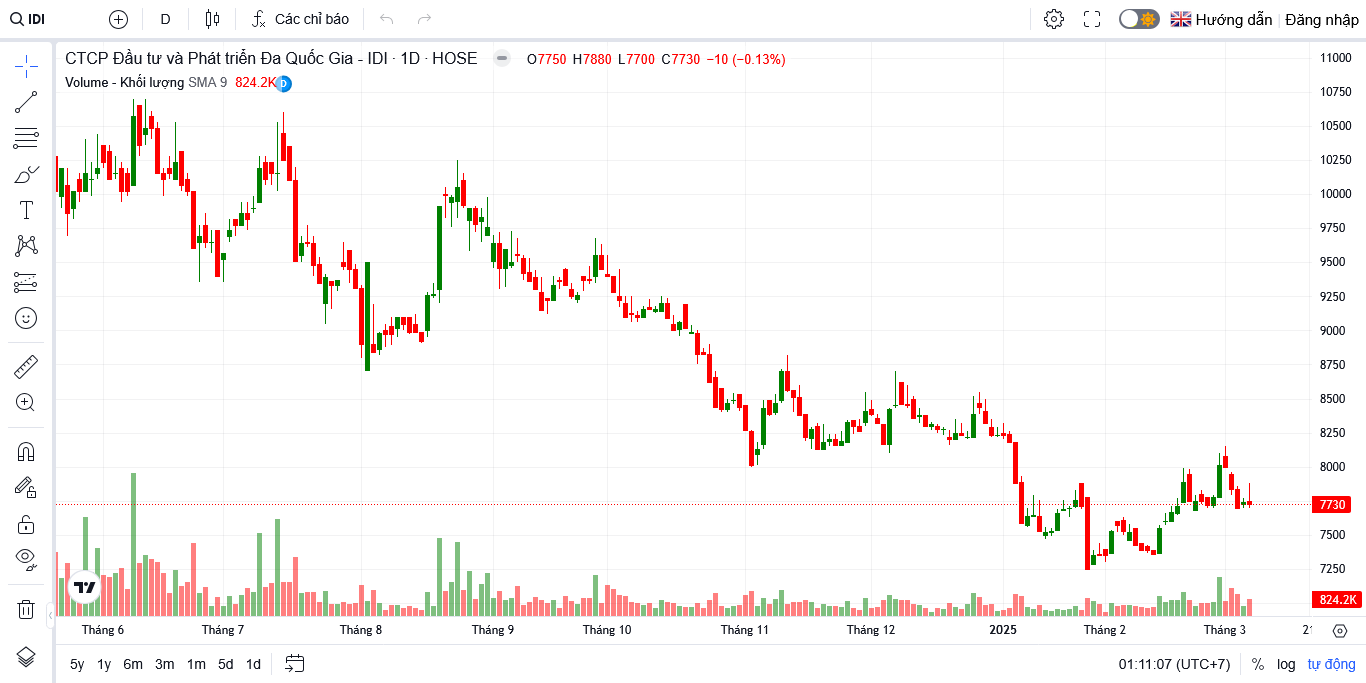 IDI D Các chỉ báo Hướng dẫn Đăng nhập
CTCP Đầu tư và Phát triển Đa Quốc Gia - IDI · 1D · HOSE O7750 H7880 L7700 C7730 −10 (−0.13%)
Volume - Khối lượng SMA 9 824.2K
11000
10750
10500
10250
10000
9750
9500
9250
9000
8750
8500
8250
8000
7730
7500
7250
824.2K
Tháng 6 Tháng 7 Tháng 8 Tháng 9 Tháng 10 Tháng 11 Tháng 12 2025 Tháng 2 Tháng 3 21
5y 1y 6m 3m 1m 5d 1d 01:11:07 (UTC+7) % log tự động